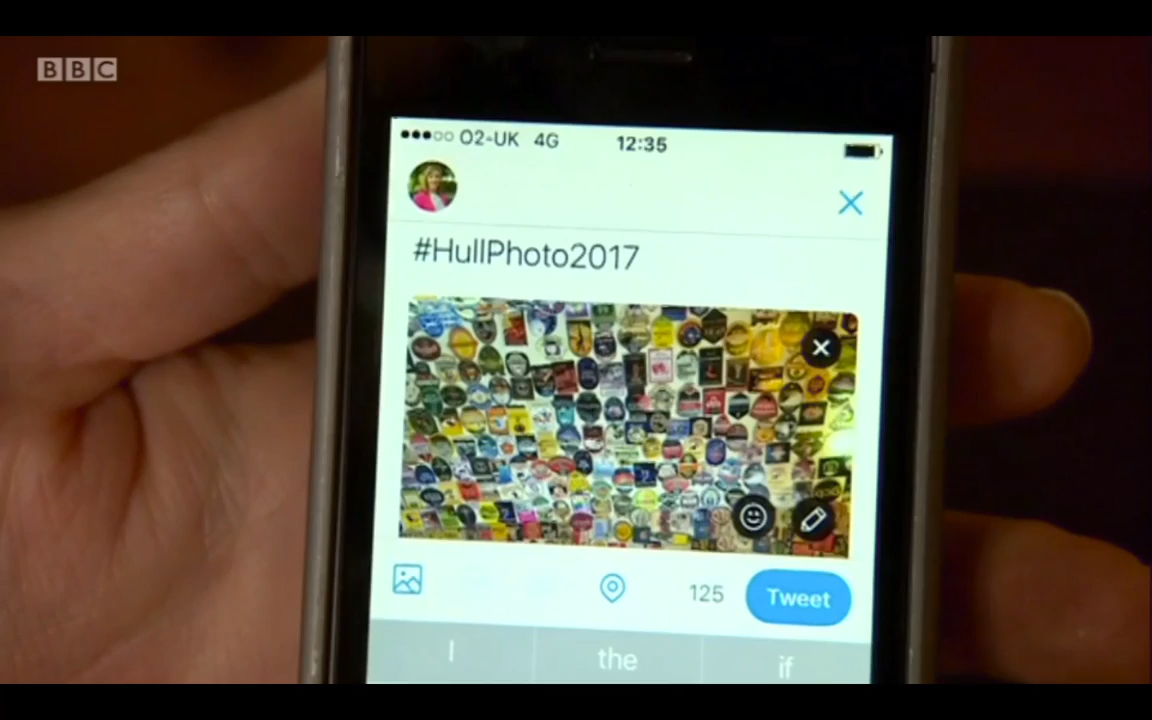 BBC
O2-UK 4G 12:35
#HullPhoto2017
125 Tweet
I the if